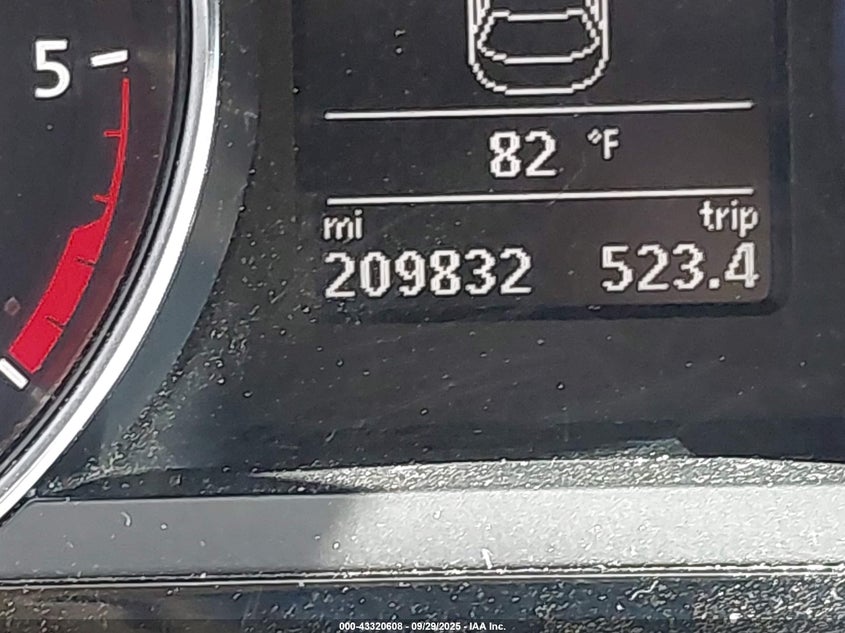 5
82 °F
mi trip
209832 523.4
000-43320608 - 09/29/2025 - IAA Inc.